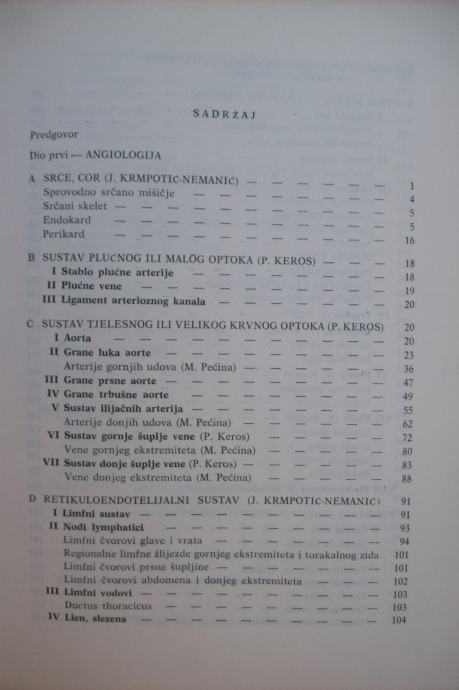 SADRŽAJ
Predgovor
Dio prvi — ANGIOLOGIJA
A SRCE, COR (J. KRMPOTIĆ-NEMANIĆ) — — — — — — 1
Sprovodno srčano mišićje — — — — — — — — 4
Srčani skelet — — — — — — — — — — 5
Endokard — — — — — — — — — — 5
Perikard — — — — — — — — — — 16
B SUSTAV PLUĆNOG ILI MALOG OPTOKA (P. KEROS) — — — 18
I Stablo plućne arterije — — — — — — — — 18
II Plućne vene — — — — — — — — — 19
III Ligament arterioznog kanala — — — — — — — 20
C SUSTAV TJELESNOG ILI VELIKOG KRVNOG OPTOKA (P. KEROS) 20
I Aorta — — — — — — — — — — 20
II Grane luka aorte — — — — — — — — — 23
Arterije gornjih udova (M. Pećina) — — — — — — 36
III Grane prsne aorte — — — — — — — — 47
IV Grane trbušne aorte — — — — — — — — 49
V Sustav ilijačnih arterija — — — — — — — 55
Arterije donjih udova (M. Pećina) — — — — — — 62
VI Sustav gornje šuplje vene (P. Keros) — — — — — 72
Vene gornjeg ekstremiteta (M. Pećina) — — — — — 80
VII Sustav donje šuplje vene (P. Keros) — — — — — 83
Vene donjeg ekstremiteta (M. Pećina) — — — — — 88
D RETIKULOENDOTELIJALNI SUSTAV (J. KRMPOTIĆ-NEMANIĆ) 91
I Limfni sustav — — — — — — — — — 91
II Nodi lymphatici — — — — — — — — — 93
Limfni čvorovi glave i vrata — — — — — — — 94
Regionalne limfne žlijezde gornjeg ekstremiteta i torakalnog zida 101
Limfni čvorovi prsne šupljine — — — — — — — 101
Limfni čvorovi abdomena i donjeg ekstremiteta — — — — 102
III Limfni vodovi — — — — — — — — — — 103
Ductus thoracicus — — — — — — — — — 103
IV Lien, slezena — — — — — — — — — — 104